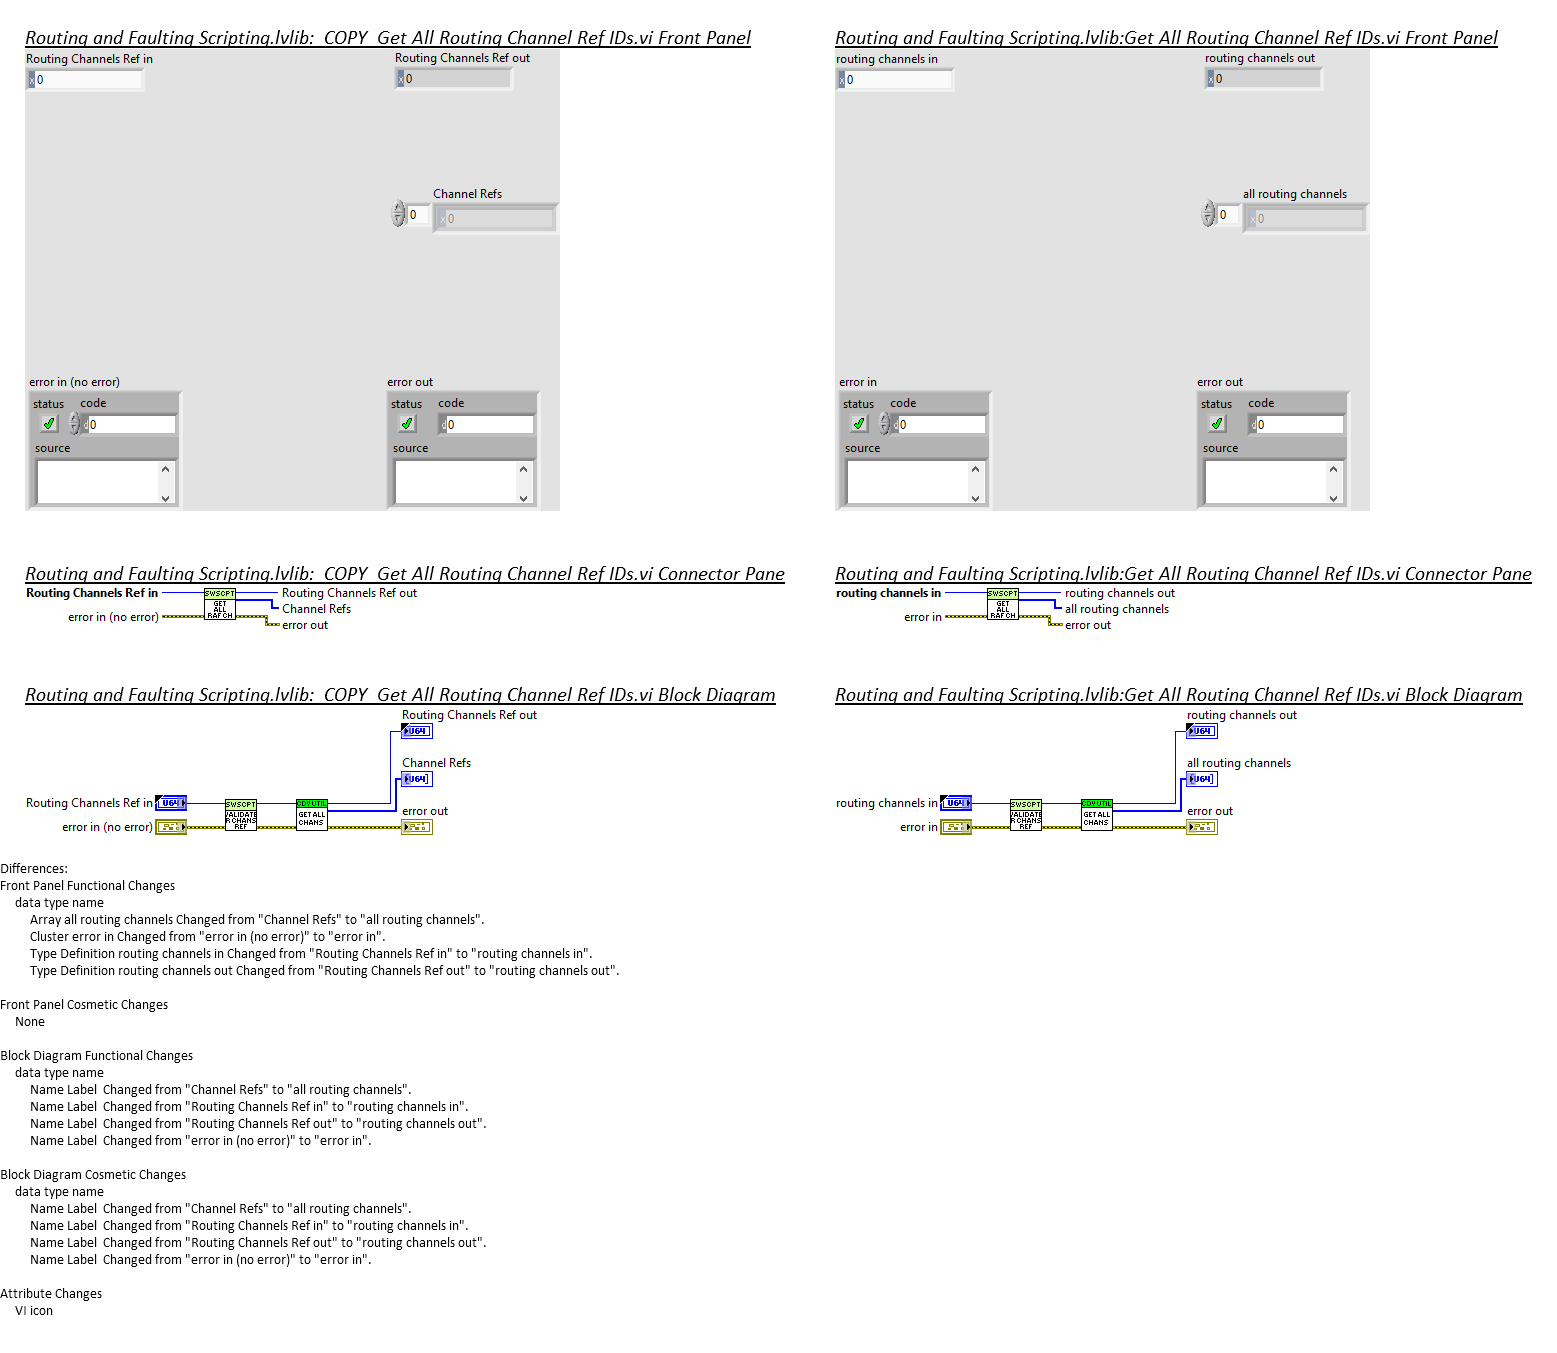 Routing and Faulting Scripting.lvlib:_COPY_Get All Routing Channel Ref IDs.vi Front Panel
Routing Channels Ref in
Routing Channels Ref out
x 0
x 0
Channel Refs
0
x 0
error in (no error)
error out
status code
status code
d 0
d 0
source
source
Routing and Faulting Scripting.lvlib:Get All Routing Channel Ref IDs.vi Front Panel
routing channels in
routing channels out
x 0
x 0
all routing channels
0
x 0
error in
error out
status code
status code
d 0
d 0
source
source
Routing and Faulting Scripting.lvlib:_COPY_Get All Routing Channel Ref IDs.vi Connector Pane
Routing Channels Ref in
SWSCPT
GET
ALL
RAF CH
Routing Channels Ref out
Channel Refs
error in (no error)
error out
Routing and Faulting Scripting.lvlib:Get All Routing Channel Ref IDs.vi Connector Pane
routing channels in
SWSCPT
GET
ALL
RAF CH
routing channels out
all routing channels
error in
error out
Routing and Faulting Scripting.lvlib:_COPY_Get All Routing Channel Ref IDs.vi Block Diagram
Routing Channels Ref out
U64
Channel Refs
U64
Routing Channels Ref in
U64
SWSCPT
VALIDATE
R CHANS
REF
CDV UTIL
GET ALL
CHANS
error out
error in (no error)
Routing and Faulting Scripting.lvlib:Get All Routing Channel Ref IDs.vi Block Diagram
routing channels out
U64
all routing channels
U64
routing channels in
U64
SWSCPT
VALIDATE
R CHANS
REF
CDV UTIL
GET ALL
CHANS
error out
error in
Differences:
Front Panel Functional Changes
data type name
Array all routing channels Changed from "Channel Refs" to "all routing channels".
Cluster error in Changed from "error in (no error)" to "error in".
Type Definition routing channels in Changed from "Routing Channels Ref in" to "routing channels in".
Type Definition routing channels out Changed from "Routing Channels Ref out" to "routing channels out".
Front Panel Cosmetic Changes
None
Block Diagram Functional Changes
data type name
Name Label Changed from "Channel Refs" to "all routing channels".
Name Label Changed from "Routing Channels Ref in" to "routing channels in".
Name Label Changed from "Routing Channels Ref out" to "routing channels out".
Name Label Changed from "error in (no error)" to "error in".
Block Diagram Cosmetic Changes
data type name
Name Label Changed from "Channel Refs" to "all routing channels".
Name Label Changed from "Routing Channels Ref in" to "routing channels in".
Name Label Changed from "Routing Channels Ref out" to "routing channels out".
Name Label Changed from "error in (no error)" to "error in".
Attribute Changes
VI icon